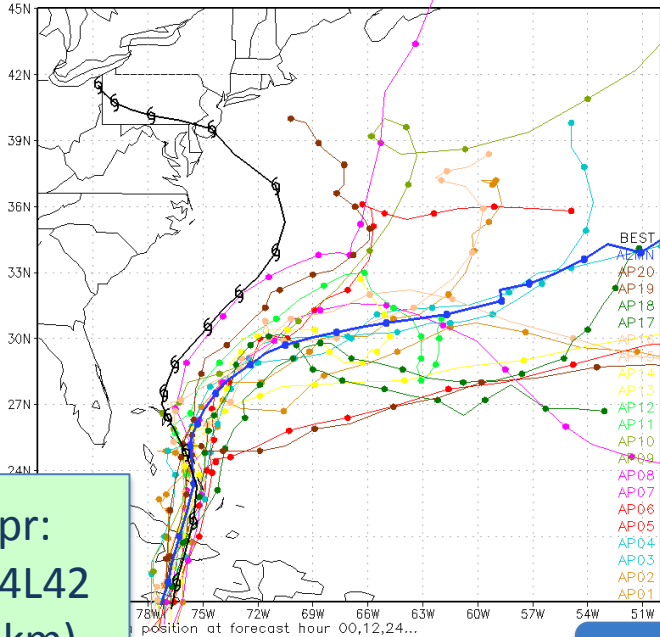 45N
42N
39N
36N
33N
30N
27N
24N
BEST
AEMN
AP20
AP19
AP18
AP17
AP14
AP13
AP12
AP11
AP10
AP09
AP08
AP07
AP06
AP05
AP04
AP03
AP02
AP01
pr:
4L42
km)
78W 75W 72W 69W 66W 63W 60W 57W 54W 51W
position at forecast hour 00,12,24...